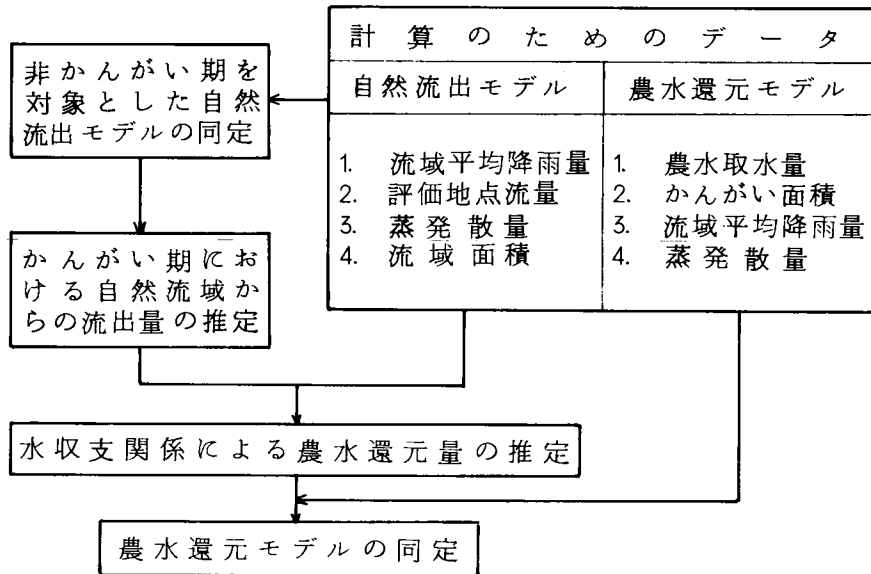 計算のためのデータ
自然流出モデル
農水還元モデル
1. 流域平均降雨量
2. 評価地点流量
3. 蒸発散量
4. 流域面積
1. 農水取水量
2. かんがい面積
3. 流域平均降雨量
4. 蒸発散量
非かんがい期を
対象とした自然
流出モデルの同定
かんがい期にお
ける自然流域か
らの流出量の推定
水収支関係による農水還元量の推定
農水還元モデルの同定